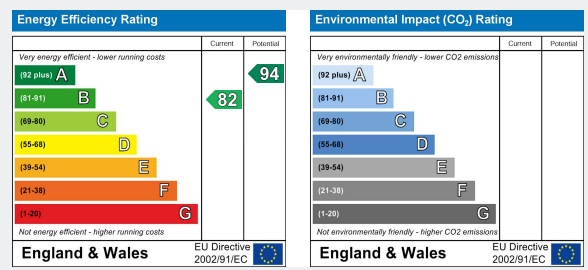 Energy Efficiency Rating
Current Potential
Very energy efficient - lower running costs
(92 plus) A
94
(81-91) B
82
(69-80) C
(55-68) D
(39-54) E
(21-38) F
(1-20) G
Not energy efficient - higher running costs
England & Wales
EU Directive
2002/91/EC
Environmental Impact (CO₂) Rating
Current Potential
Very environmentally friendly - lower CO2 emissions
(92 plus) A
(81-91) B
(69-80) C
(55-68) D
(39-54) E
(21-38) F
(1-20) G
Not environmentally friendly - higher CO2 emissions
England & Wales
EU Directive
2002/91/EC